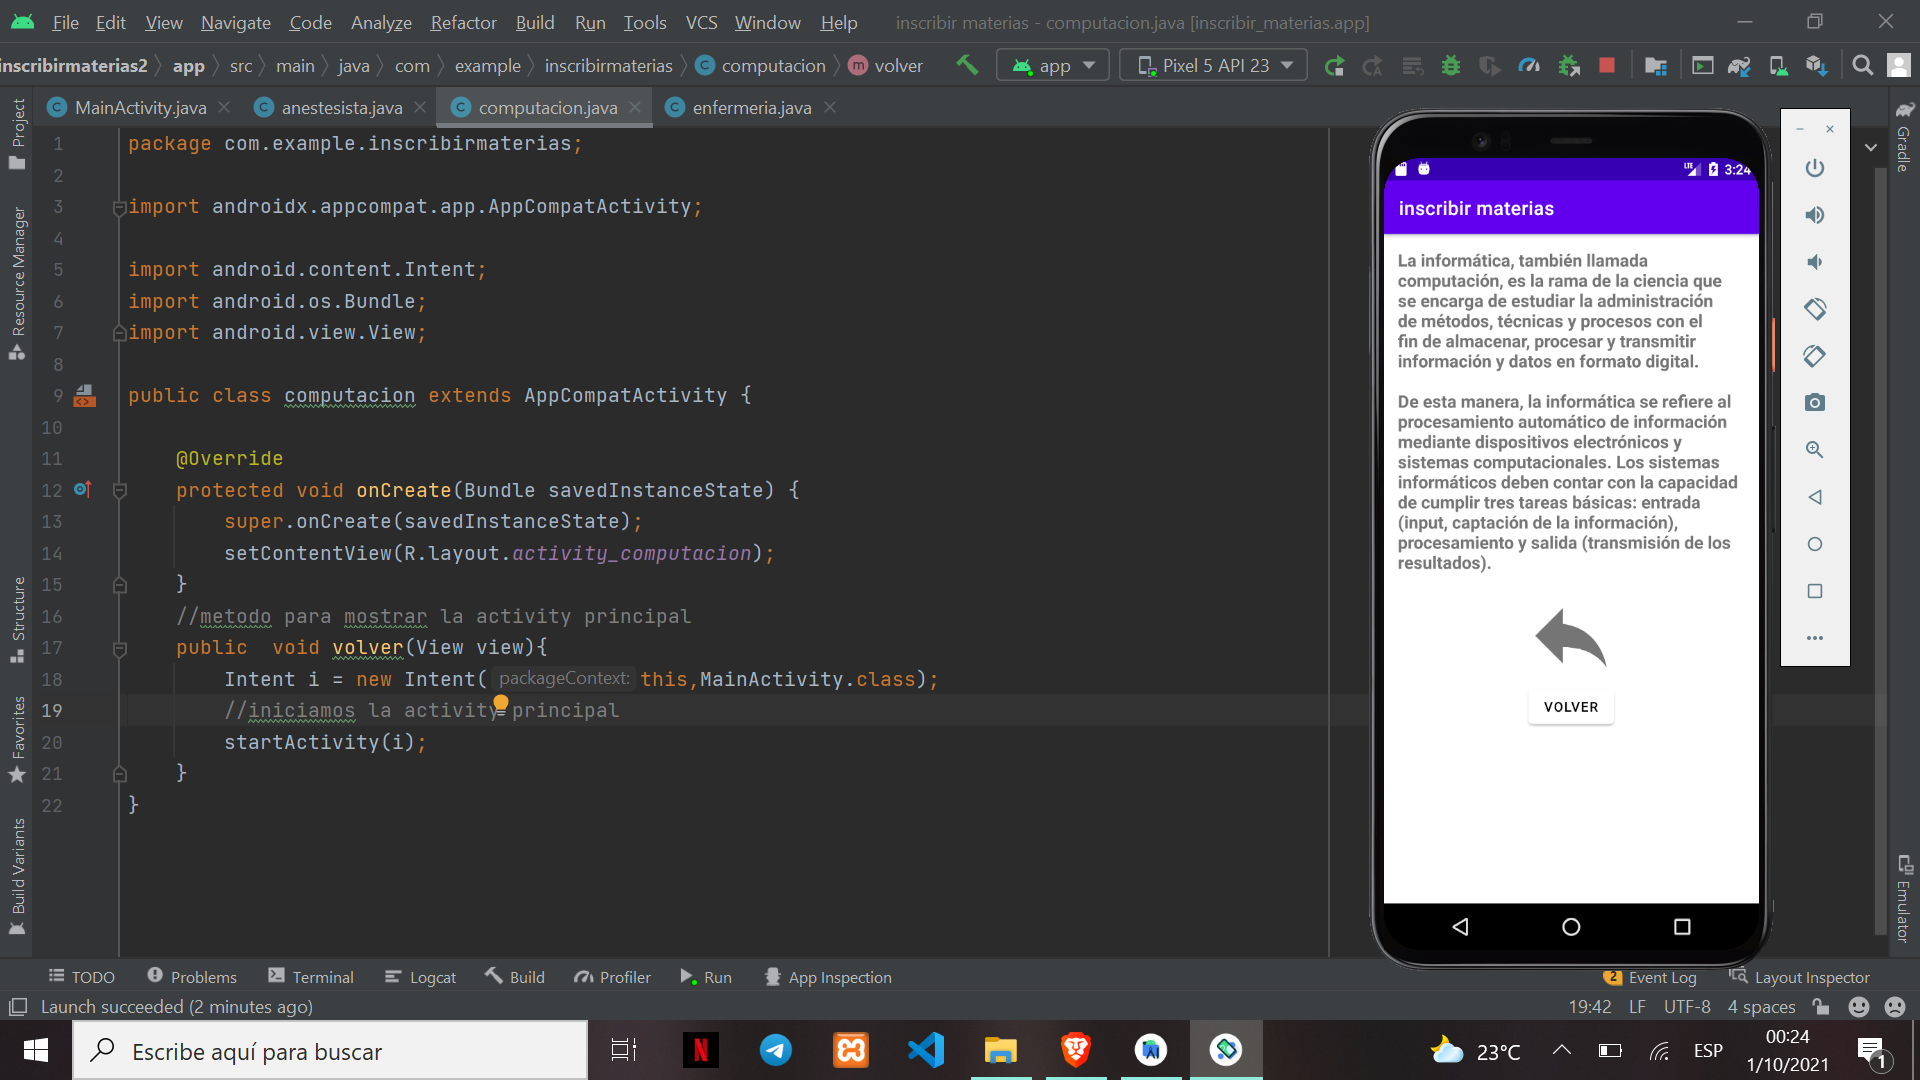 File Edit View Navigate Code Analyze Refactor Build Run Tools VCS Window Help inscribir materias - computacion.java [inscribir_materias.app]
inscribirmaterias2 app src main java com example inscribirmaterias C computacion m volver app Pixel 5 API 23
C MainActivity.java C anestesista.java C computacion.java C enfermeria.java
Project
Resource Manager
Structure
Favorites
Build Variants
1 package com.example.inscribirmaterias;
2
3 import androidx.appcompat.app.AppCompatActivity;
4
5 import android.content.Intent;
6 import android.os.Bundle;
7 import android.view.View;
8
9 public class computacion extends AppCompatActivity {
10
11 @Override
12 protected void onCreate(Bundle savedInstanceState) {
13 super.onCreate(savedInstanceState);
14 setContentView(R.layout.activity_computacion);
15 }
16 //metodo para mostrar la activity principal
17 public  void volver(View view){
18 Intent i = new Intent( packageContext: this,MainActivity.class);
19 //iniciamos la activity principal
20 startActivity(i);
21 }
22 }
LTE 3:24
inscribir materias
La informática, también llamada
computación, es la rama de la ciencia que
se encarga de estudiar la administración
de métodos, técnicas y procesos con el
fin de almacenar, procesar y transmitir
información y datos en formato digital.
De esta manera, la informática se refiere al
procesamiento automático de información
mediante dispositivos electrónicos y
sistemas computacionales. Los sistemas
informáticos deben contar con la capacidad
de cumplir tres tareas básicas: entrada
(input, captación de la información),
procesamiento y salida (transmisión de los
resultados).
VOLVER
Gradle
Emulator
TODO Problems Terminal Logcat Build Profiler Run App Inspection 2 Event Log Layout Inspector
Launch succeeded (2 minutes ago) 19:42 LF UTF-8 4 spaces
Escribe aquí para buscar 23°C ESP 00:24
1/10/2021 1